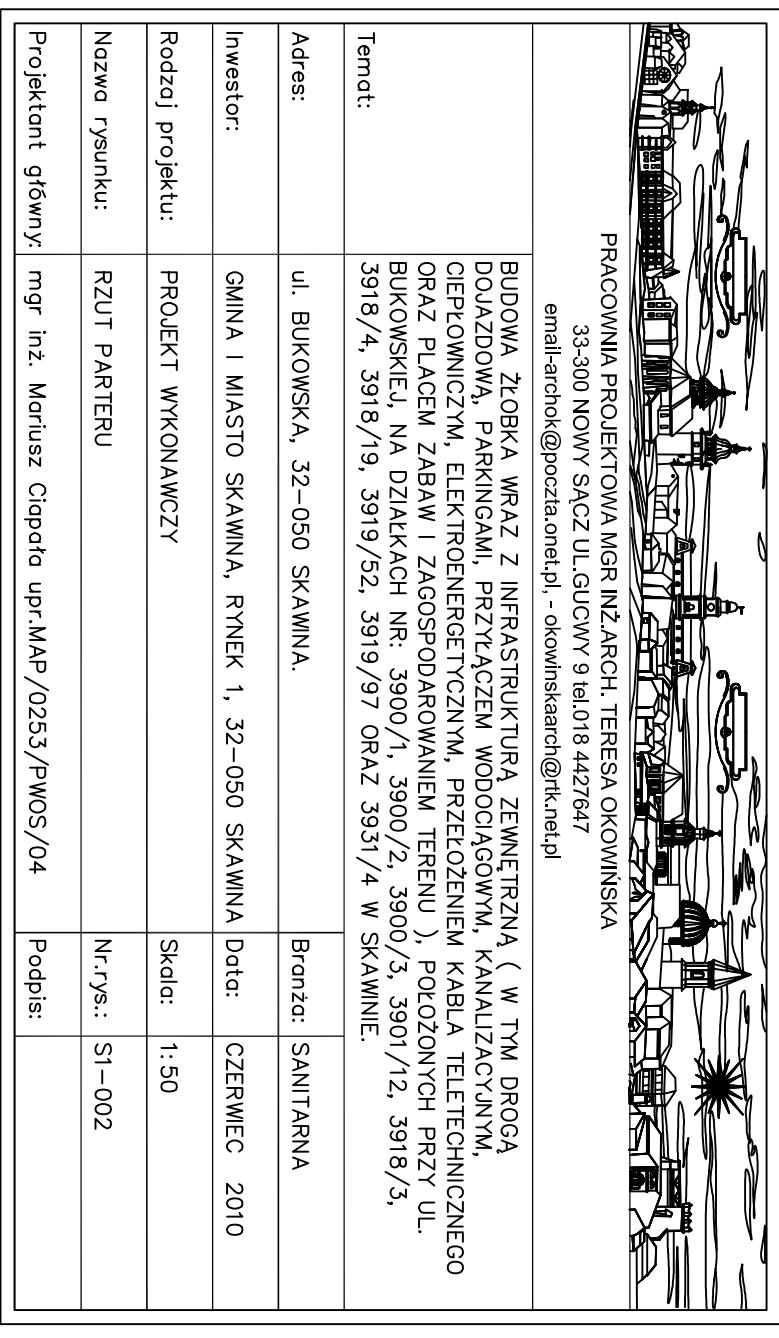 PRACOWNIA PROJEKTOWA MGR INŻ.ARCH. TERESA OKOWIŃSKA
33-300 NOWY SĄCZ UL.GUCWY 9 tel.018 4427647
email-archok@poczta.onet.pl, - okowinskaarch@rtk.net.pl
Temat:
BUDOWA ŻŁOBKA WRAZ Z INFRASTRUKTURĄ ZEWNĘTRZNĄ ( W TYM DROGĄ
DOJAZDOWĄ, PARKINGAMI, PRZYŁĄCZEM WODOCIĄGOWYM, KANALIZACYJNYM,
CIEPŁOWNICZYM, ELEKTROENERGETYCZNYM, PRZEŁOŻENIEM KABLA TELETECHNICZNEGO
ORAZ PLACEM ZABAW I ZAGOSPODAROWANIEM TERENU ), POŁOŻONYCH PRZY UL.
BUKOWSKIEJ, NA DZIAŁKACH NR: 3900/1, 3900/2, 3900/3, 3901/12, 3918/3,
3918/4, 3918/19, 3919/52, 3919/97 ORAZ 3931/4 W SKAWINIE.
Adres: ul. BUKOWSKA, 32-050 SKAWINA. Branża: SANITARNA
Inwestor: GMINA I MIASTO SKAWINA, RYNEK 1, 32-050 SKAWINA Data: CZERWIEC 2010
Rodzaj projektu: PROJEKT WYKONAWCZY Skala: 1:50
Nazwa rysunku: RZUT PARTERU Nr.rys.: S1-002
Projektant główny: mgr inż. Mariusz Ciapała upr.MAP/0253/PWOS/04 Podpis: